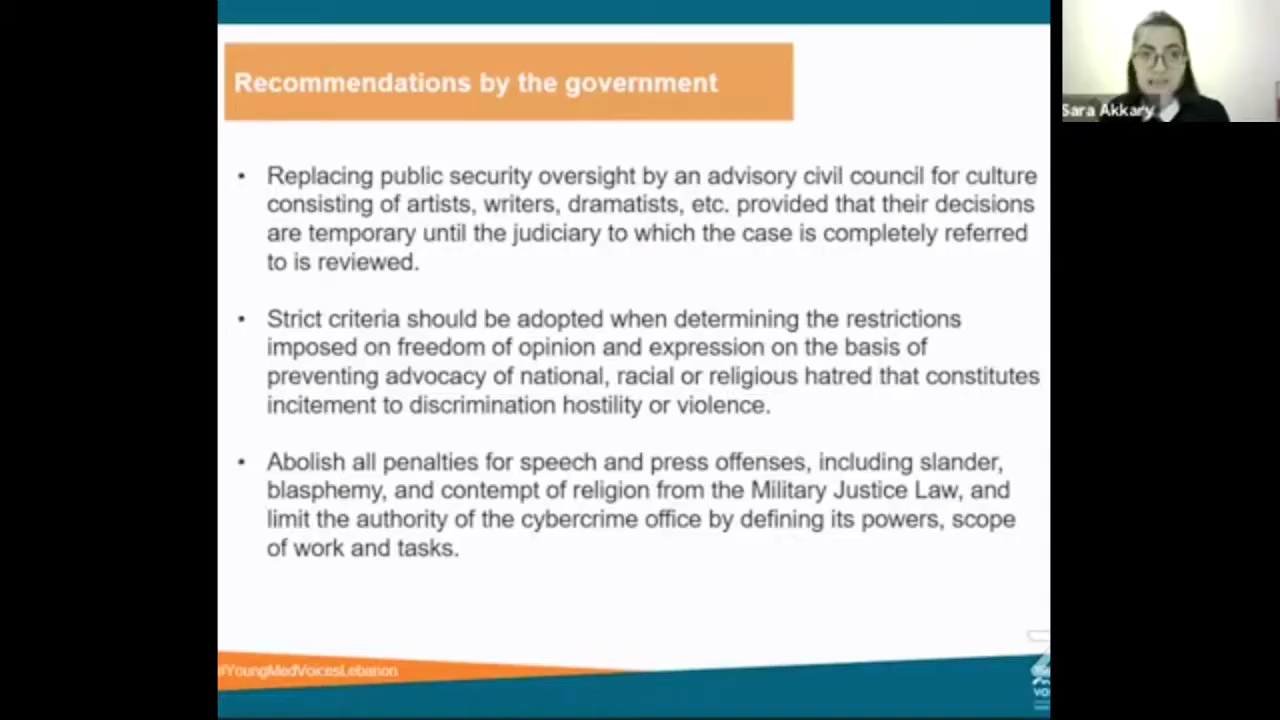 Recommendations by the government
Sara Akkary
• Replacing public security oversight by an advisory civil council for culture
consisting of artists, writers, dramatists, etc. provided that their decisions
are temporary until the judiciary to which the case is completely referred
to is reviewed.
• Strict criteria should be adopted when determining the restrictions
imposed on freedom of opinion and expression on the basis of
preventing advocacy of national, racial or religious hatred that constitutes
incitement to discrimination hostility or violence.
• Abolish all penalties for speech and press offenses, including slander,
blasphemy, and contempt of religion from the Military Justice Law, and
limit the authority of the cybercrime office by defining its powers, scope
of work and tasks.
#YoungMedVoicesLebanon